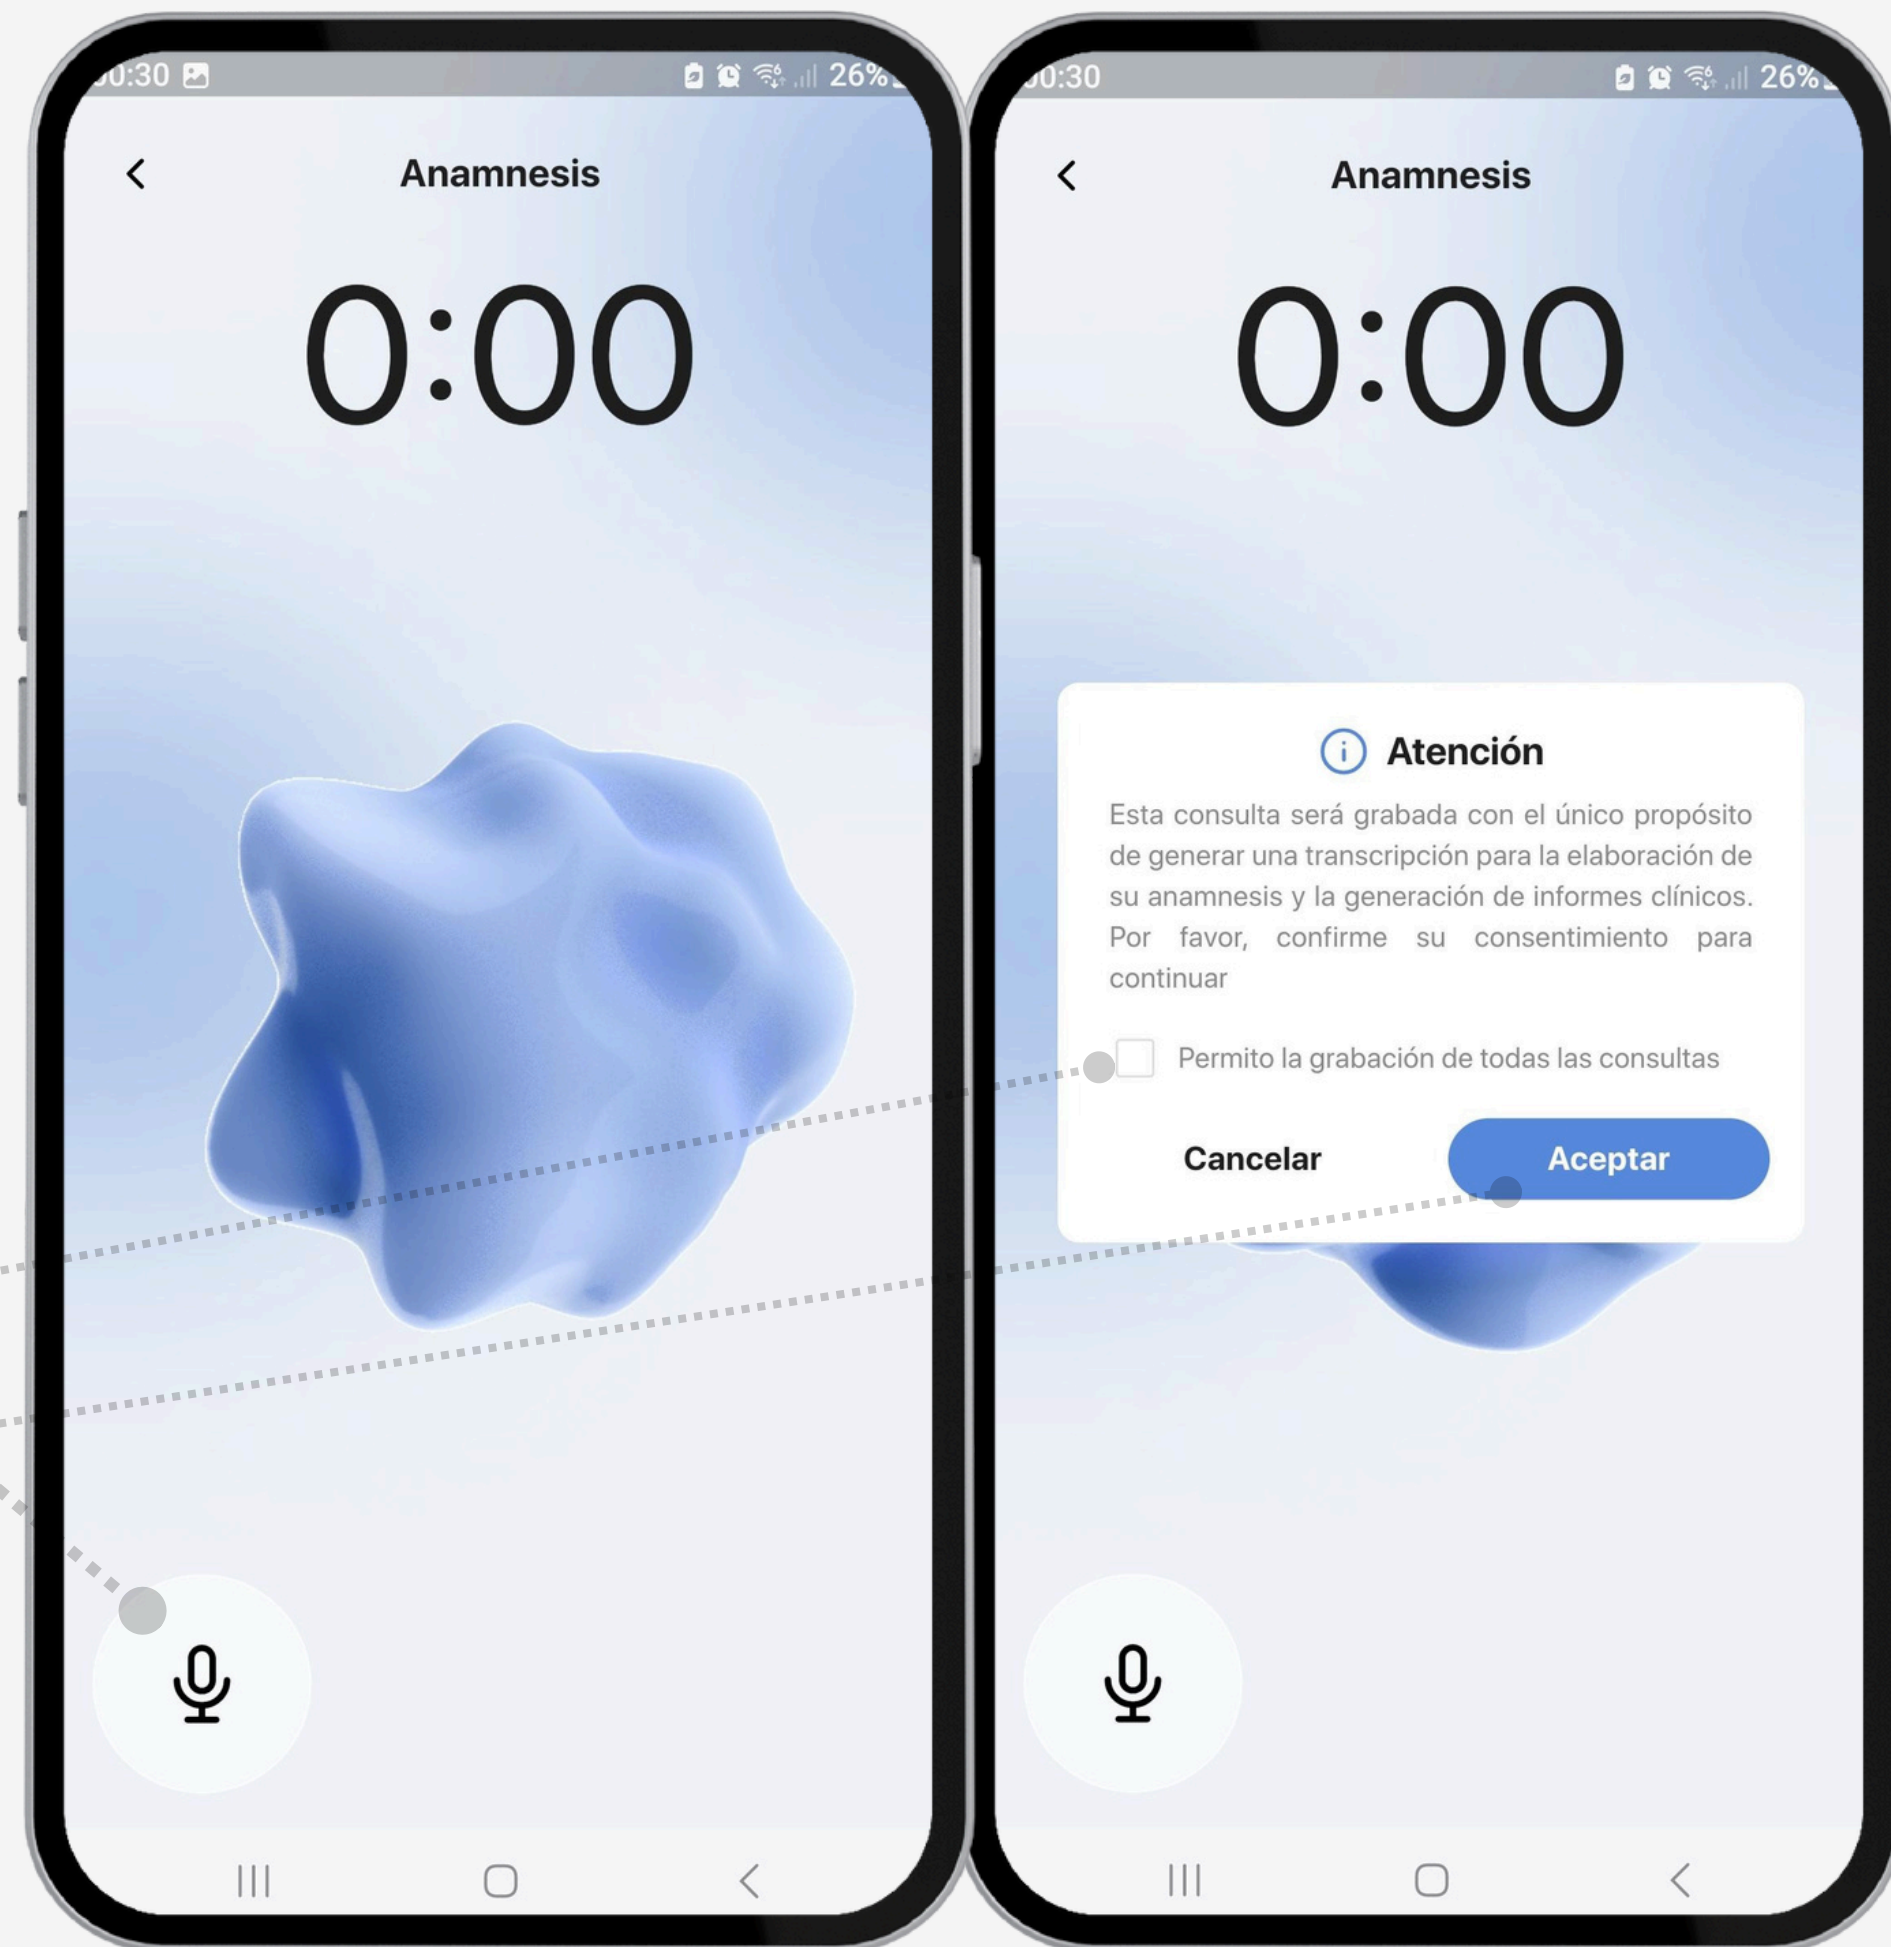 0:30
26%
Anamnesis
0:00
0:30
26%
Anamnesis
0:00
Atención
Esta consulta será grabada con el único propósito
de generar una transcripción para la elaboración de
su anamnesis y la generación de informes clínicos.
Por favor, confirme su consentimiento para
continuar
Permito la grabación de todas las consultas
Cancelar
Aceptar